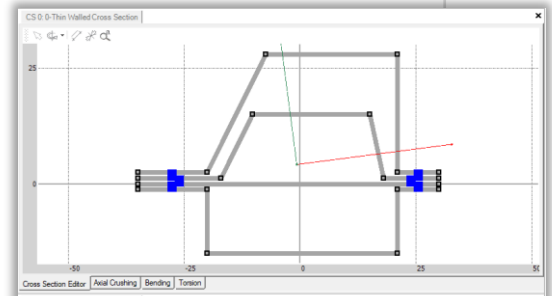 CS 0: 0-Thin Walled Cross Section
25
0
-50
-25
0
25
50
Cross Section Editor
Axial Crushing
Bending
Torsion